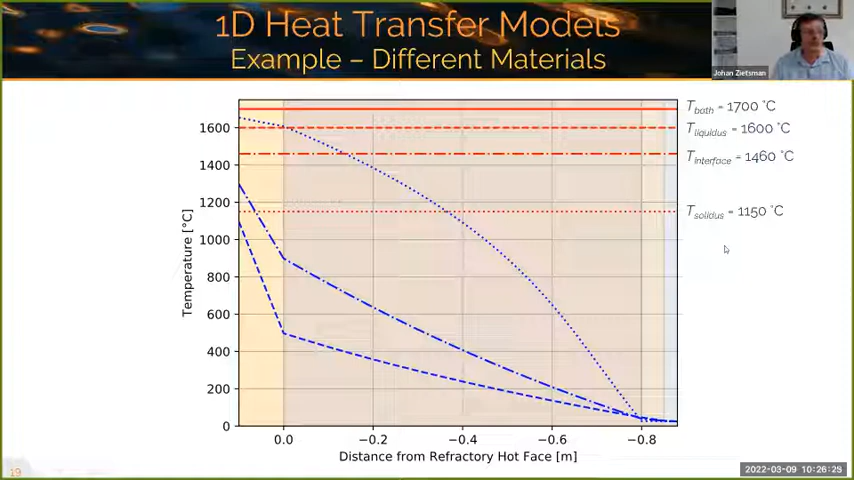 1D Heat Transfer Models
Example – Different Materials
Johan Zietsman
T_bath = 1700 °C
T_liquidus = 1600 °C
T_interface = 1460 °C
T_solidus = 1150 °C
Temperature [°C]
1600
1400
1200
1000
800
600
400
200
0
0.0
−0.2
−0.4
−0.6
−0.8
Distance from Refractory Hot Face [m]
19
2022-03-09 10:26:29